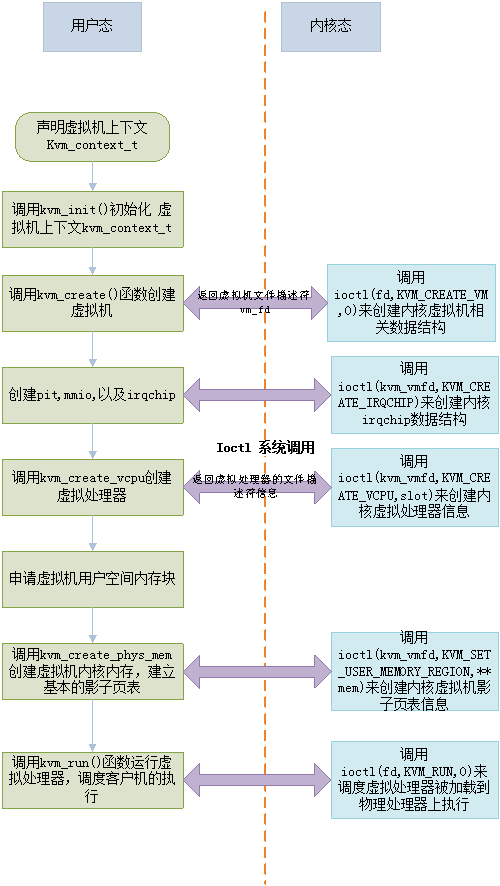 用户态
内核态
声明虚拟机上下文
Kvm_context_t
调用kvm_init()初始化 虚
拟机上下文kvm_context_t
调用kvm_create()函数创建
虚拟机
返回虚拟机文件描述符
vm_fd
调用
ioctl(fd,KVM_CREATE_VM
,0)来创建内核虚拟机相
关数据结构
创建pit,mmio,以及irqchip
调用
ioctl(kvm_vmfd,KVM_CRE
ATE_IRQCHIP)来创建内核
irqchip数据结构
Ioctl 系统调用
调用kvm_create_vcpu创建
虚拟处理器
返回虚拟处理器的文件描
述符信息
调用
ioctl(kvm_vmfd,KVM_CRE
ATE_VCPU,slot)来创建内
核虚拟处理器信息
申请虚拟机用户空间内存块
调用kvm_create_phys_mem
创建虚拟机内核内存，建立
基本的影子页表
调用
ioctl(kvm_vmfd,KVM_SET
_USER_MEMORY_REGION,**
mem)来创建内核虚拟机影
子页表信息
调用kvm_run()函数运行虚
拟处理器，调度客户机的执
行
调用
ioctl(fd,KVM_RUN,0)来
调度虚拟处理器被加载到
物理处理器上执行